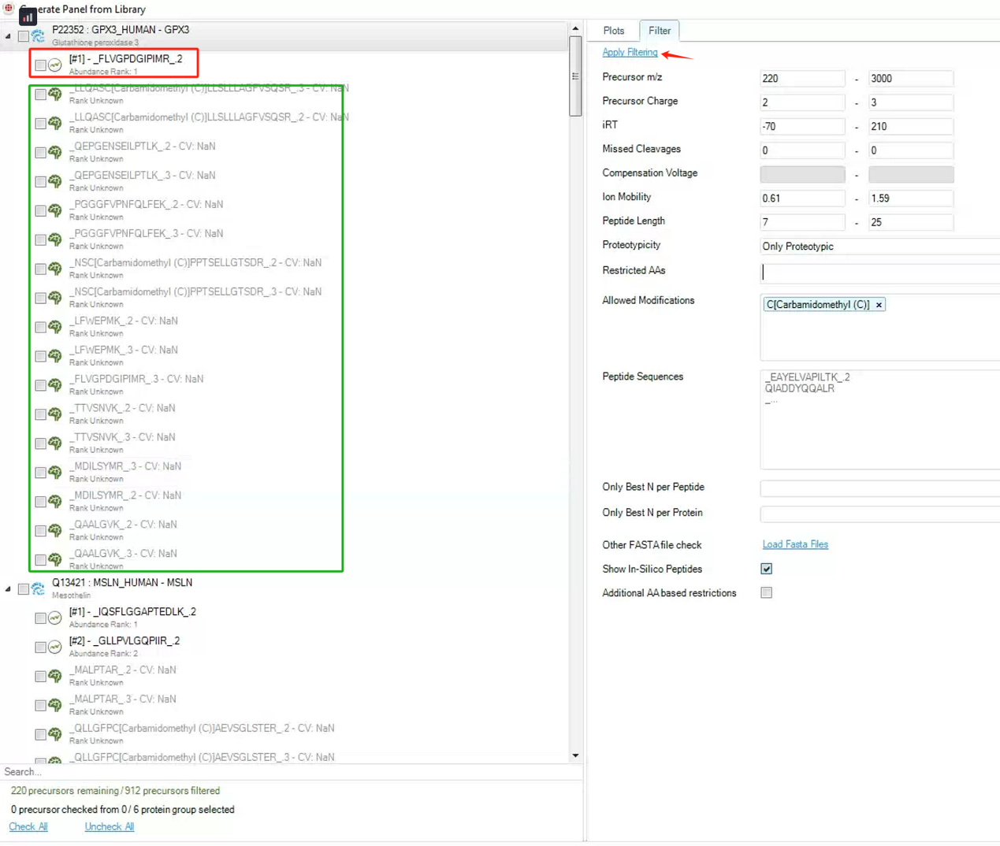 Generate Panel from Library
P22352 : GPX3_HUMAN - GPX3
Glutathione peroxidase 3
[#1] - _FLVGPDGIPIMR_.2
Abundance Rank: 1
_LLQASC[Carbamidomethyl (C)]LLSLLLAGFVSQSR_.3 - CV: NaN
Rank Unknown
_LLQASC[Carbamidomethyl (C)]LLSLLLAGFVSQSR_.2 - CV: NaN
Rank Unknown
_QEPGENSEILPTLK_.2 - CV: NaN
Rank Unknown
_QEPGENSEILPTLK_.3 - CV: NaN
Rank Unknown
_PGGGFVPNFQLFEK_.2 - CV: NaN
Rank Unknown
_PGGGFVPNFQLFEK_.3 - CV: NaN
Rank Unknown
_NSC[Carbamidomethyl (C)]PPTSELLGTSDR_.2 - CV: NaN
Rank Unknown
_NSC[Carbamidomethyl (C)]PPTSELLGTSDR_.3 - CV: NaN
Rank Unknown
_LFWEPMK_.2 - CV: NaN
Rank Unknown
_LFWEPMK_.3 - CV: NaN
Rank Unknown
_FLVGPDGIPIMR_.3 - CV: NaN
Rank Unknown
_TTVSNVK_.2 - CV: NaN
Rank Unknown
_TTVSNVK_.3 - CV: NaN
Rank Unknown
_MDILSYMR_.3 - CV: NaN
Rank Unknown
_MDILSYMR_.2 - CV: NaN
Rank Unknown
_QAALGVK_.2 - CV: NaN
Rank Unknown
_QAALGVK_.3 - CV: NaN
Rank Unknown
Q13421 : MSLN_HUMAN - MSLN
Mesothelin
[#1] - _IQSFLGGAPTEDLK_.2
Abundance Rank: 1
[#2] - _GLLPVLGQPIIR_.2
Abundance Rank: 2
_MALPTAR_.2 - CV: NaN
Rank Unknown
_MALPTAR_.3 - CV: NaN
Rank Unknown
_QLLGFPC[Carbamidomethyl (C)]AEVSGLSTER_.2 - CV: NaN
Rank Unknown
_QLLGFPC[Carbamidomethyl (C)]AEVSGLSTER_.3 - CV: NaN
Search...
220 precursors remaining / 912 precursors filtered
0 precursor checked from 0 / 6 protein group selected
Check All Uncheck All
Plots Filter
Apply Filtering
Precursor m/z 220 - 3000
Precursor Charge 2 - 3
iRT -70 - 210
Missed Cleavages 0 - 0
Compensation Voltage -
Ion Mobility 0.61 - 1.59
Peptide Length 7 - 25
Proteotypicity Only Proteotypic
Restricted AAs
Allowed Modifications C[Carbamidomethyl (C)] ×
Peptide Sequences _EAYELVAPILTK_.2
QIADDYQQALR
_...
Only Best N per Peptide
Only Best N per Protein
Other FASTA file check Load Fasta Files
Show In-Silico Peptides
Additional AA based restrictions